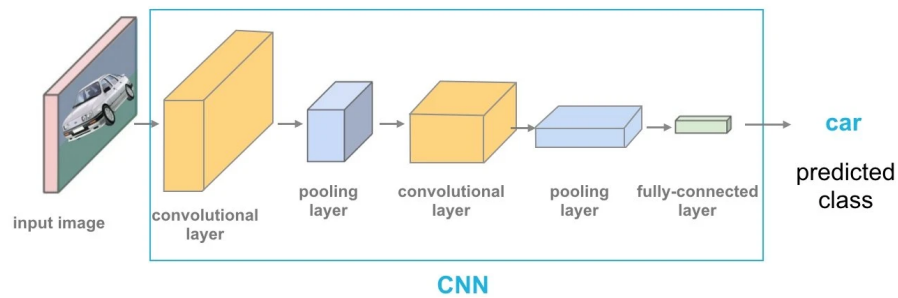 input image
convolutional
layer
pooling
layer
convolutional
layer
pooling
layer
fully-connected
layer
car
predicted
class
CNN